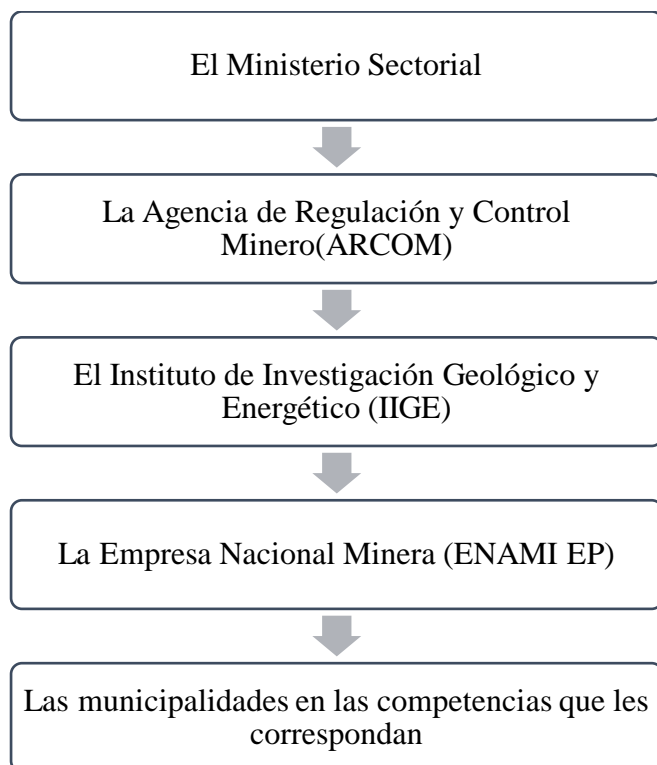 El Ministerio Sectorial
La Agencia de Regulación y Control
Minero(ARCOM)
El Instituto de Investigación Geológico y
Energético (IIGE)
La Empresa Nacional Minera (ENAMI EP)
Las municipalidades en las competencias que les
correspondan